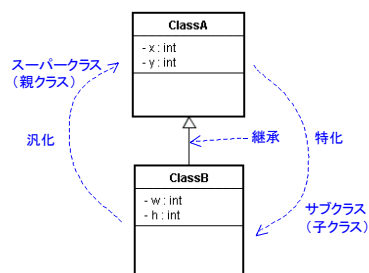 ClassA
- x : int
- y : int
スーパークラス
（親クラス）
汎化
継承
特化
ClassB
- w : int
- h : int
サブクラス
（子クラス）